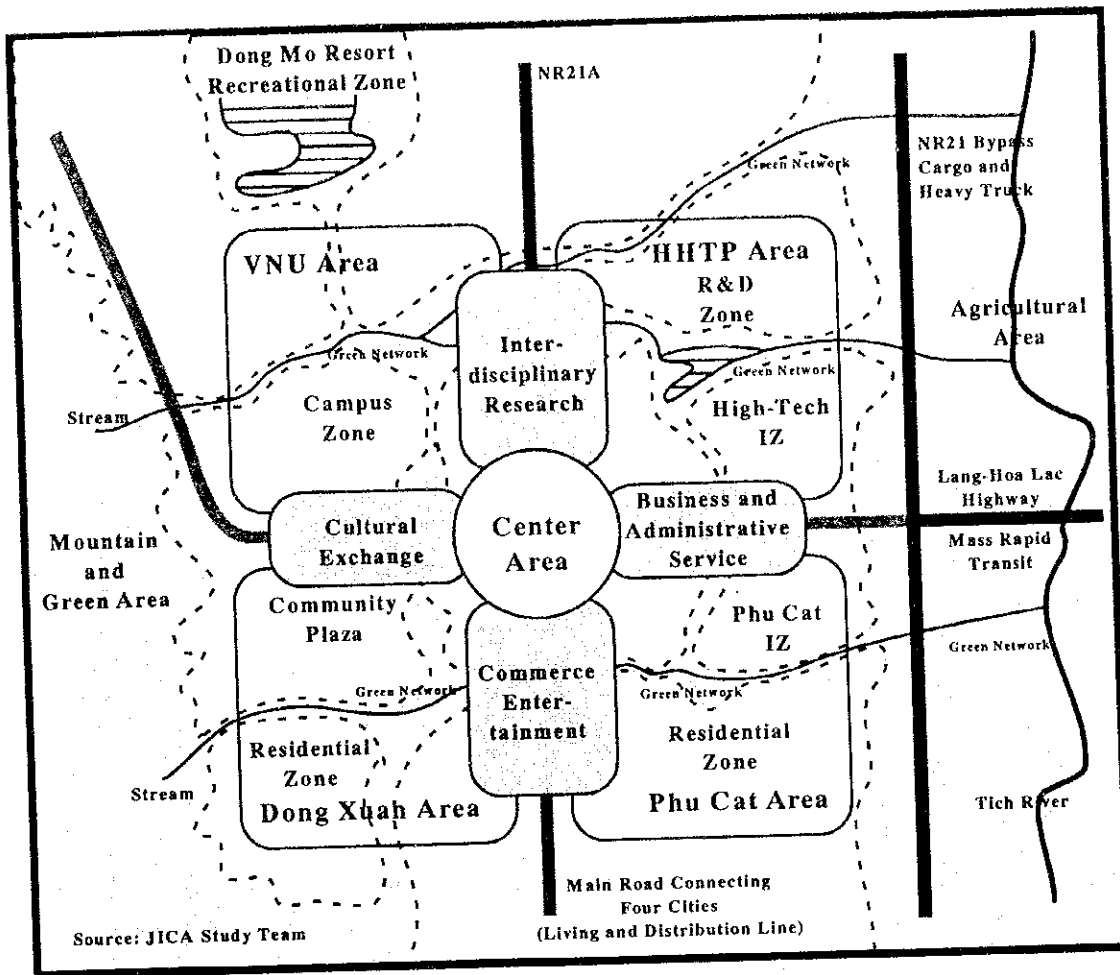 Dong Mo Resort
Recreational Zone
NR21A
Green Network
NR21 Bypass
Cargo and
Heavy Truck
VNU Area
HHTP Area
R&D
Zone
Agricultural
Area
Inter-
disciplinary
Research
Green Network
Green Network
Stream
Campus
Zone
High-Tech
IZ
Lang-Hoa Lac
Highway
Mountain
and
Green Area
Cultural
Exchange
Center
Area
Business and
Administrative
Service
Mass Rapid
Transit
Community
Plaza
Phu Cat
IZ
Green Network
Commerce
Enter-
tainment
Green Network
Green Network
Residential
Zone
Residential
Zone
Stream
Dong Xuah Area
Phu Cat Area
Tich River
Main Road Connecting
Four Cities
(Living and Distribution Line)
Source: JICA Study Team